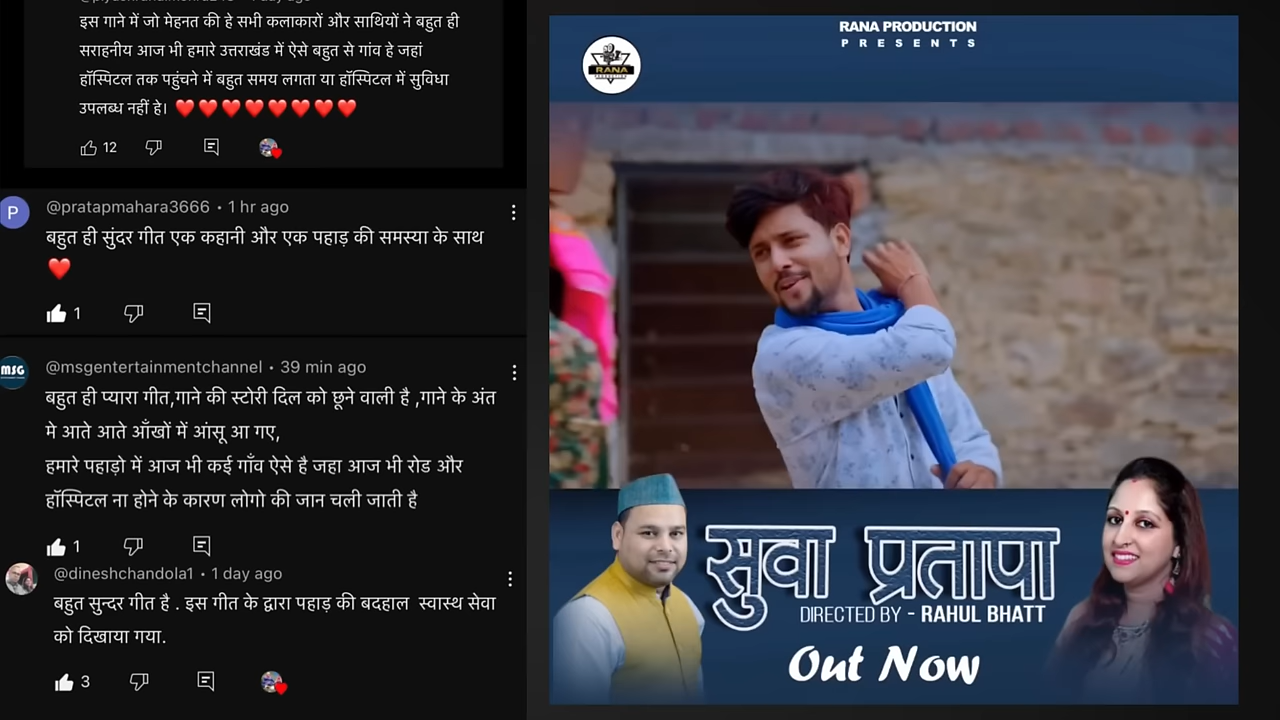 इस गाने में जो मेहनत की हे सभी कलाकारों और साथियों ने बहुत ही
सराहनीय आज भी हमारे उत्तराखंड में ऐसे बहुत से गांव हे जहां
हॉस्पिटल तक पहुंचने में बहुत समय लगता या हॉस्पिटल में सुविधा
उपलब्ध नहीं हे। ❤️❤️❤️❤️❤️❤️❤️❤️
12
P
@pratapmahara3666 • 1 hr ago
बहुत ही सुंदर गीत एक कहानी और एक पहाड़ की समस्या के साथ
❤️
1
MSG
@msgentertainmentchannel • 39 min ago
बहुत ही प्यारा गीत,गाने की स्टोरी दिल को छूने वाली है ,गाने के अंत
मे आते आते आँखों में आंसू आ गए,
हमारे पहाड़ो में आज भी कई गाँव ऐसे है जहा आज भी रोड और
हॉस्पिटल ना होने के कारण लोगो की जान चली जाती है
1
@dineshchandola1 • 1 day ago
बहुत सुन्दर गीत है . इस गीत के द्वारा पहाड़ की बदहाल स्वास्थ सेवा
को दिखाया गया.
3
RANA PRODUCTION
PRESENTS
RANA
सुवा प्रतापा
DIRECTED BY - RAHUL BHATT
Out Now